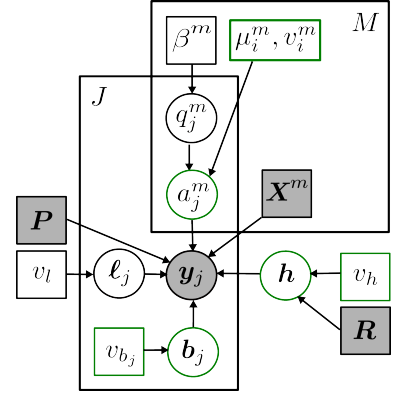 M
β^m
μ_i^m, v_i^m
J
q_j^m
a_j^m
X^m
P
v_l
ℓ_j
y_j
h
v_h
R
v_{b_j}
b_j